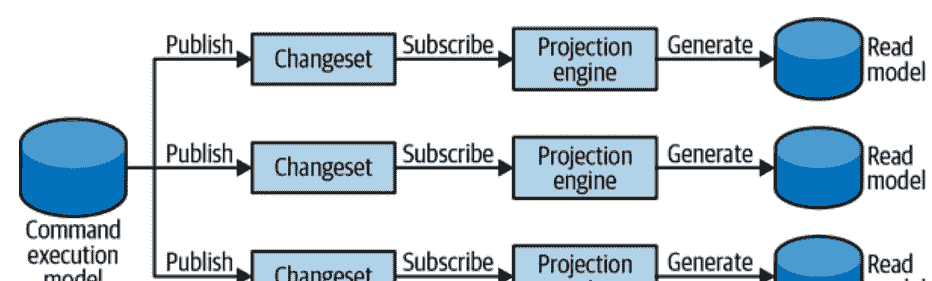 Publish
Changeset
Subscribe
Projection
engine
Generate
Read
model
Publish
Changeset
Subscribe
Projection
engine
Generate
Read
model
Command
execution
model
Publish
Changeset
Subscribe
Projection
Generate
Read